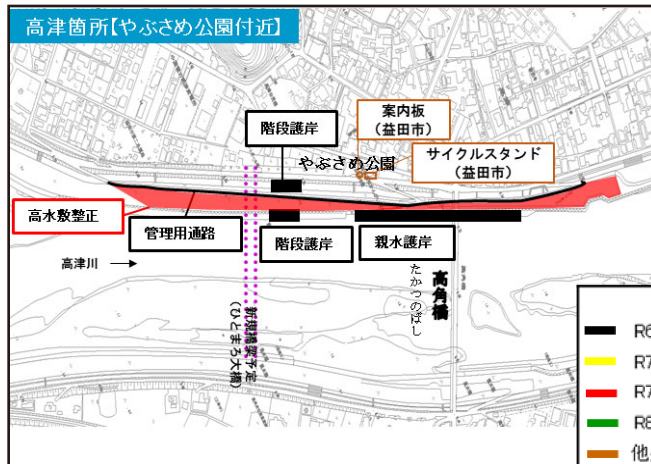 高津箇所【やぶさめ公園付近】
案内板
(益田市)
階段護岸
やぶさめ公園
サイクルスタンド
(益田市)
高水敷整正
管理用通路
階段護岸
親水護岸
高津川
高角橋
たかつのばし
新規橋梁予定
(ひとまろ大橋)
R6
R7
R7
R8
他